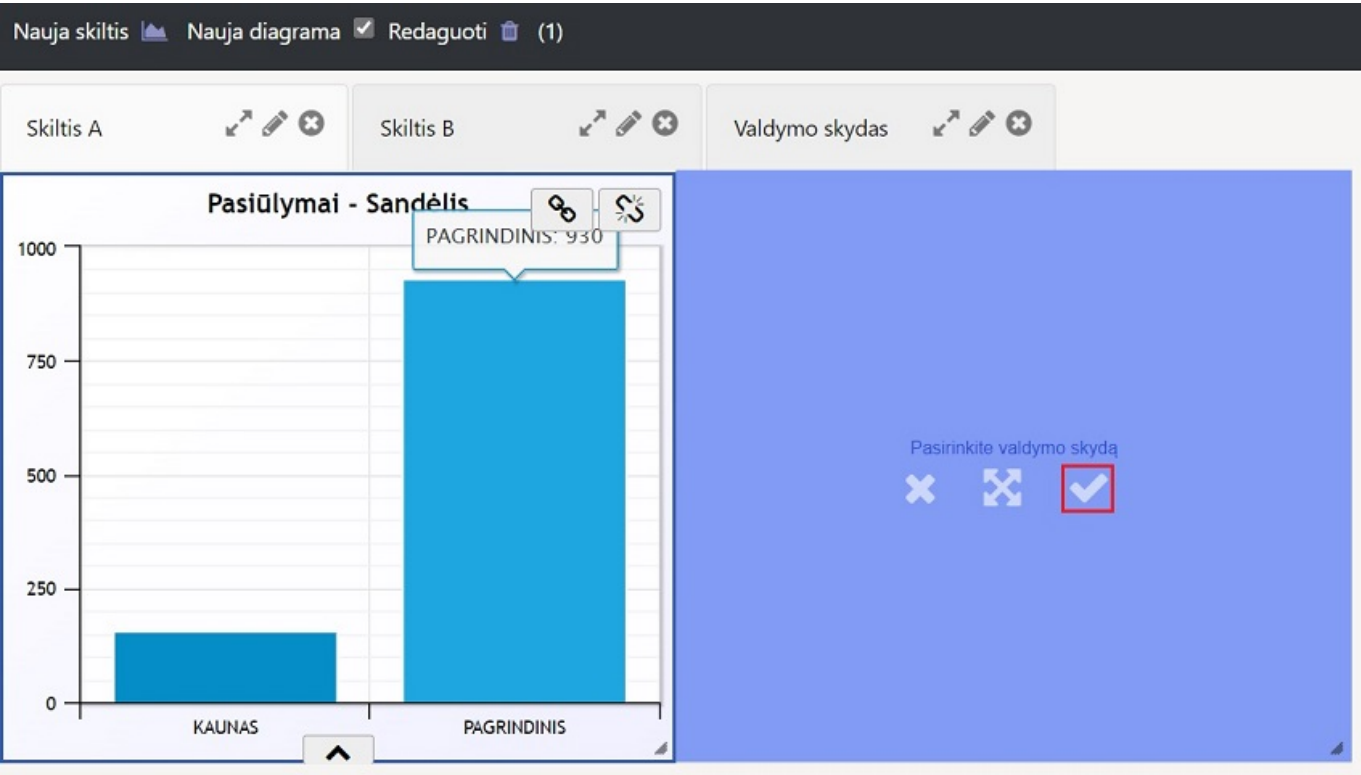 Nauja skiltis Nauja diagrama Redaguoti (1)
Skiltis A Skiltis B Valdymo skydas
Pasiūlymai - Sandėlis
PAGRINDINIS: 930
1000
750
500
250
0
KAUNAS PAGRINDINIS
Pasirinkite valdymo skydą